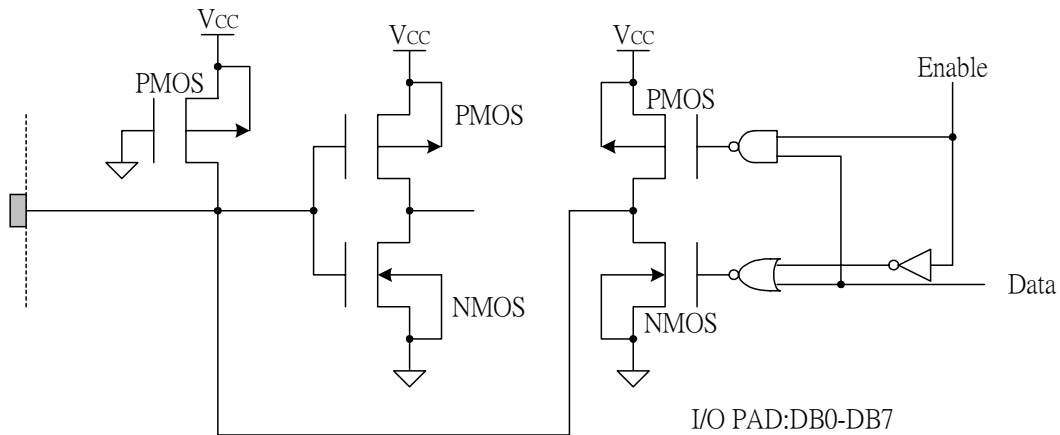 VCC
VCC
VCC
Enable
PMOS
PMOS
PMOS
NMOS
NMOS
Data
I/O PAD:DB0-DB7